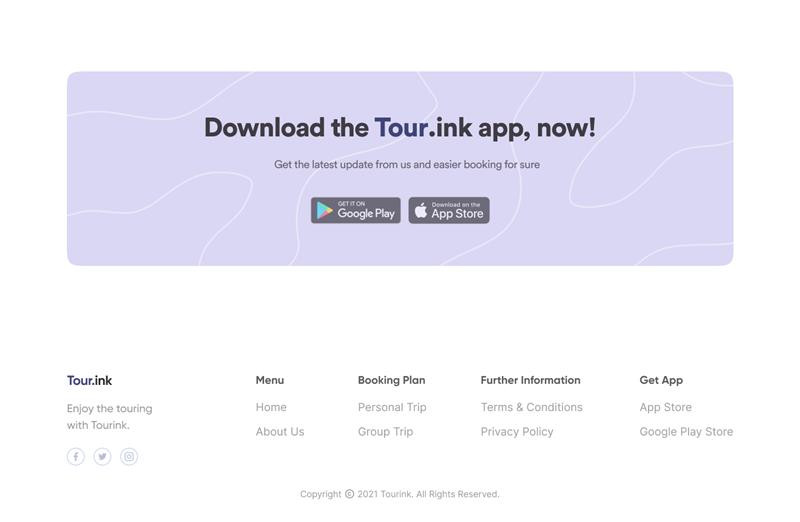 Download the Tour.ink app, now!
Get the latest update from us and easier booking for sure
GET IT ON
Google Play
Download on the
App Store
Tour.ink
Enjoy the touring
with Tourink.
Menu
Home
About Us
Booking Plan
Personal Trip
Group Trip
Further Information
Terms & Conditions
Privacy Policy
Get App
App Store
Google Play Store
Copyright © 2021 Tourink. All Rights Reserved.